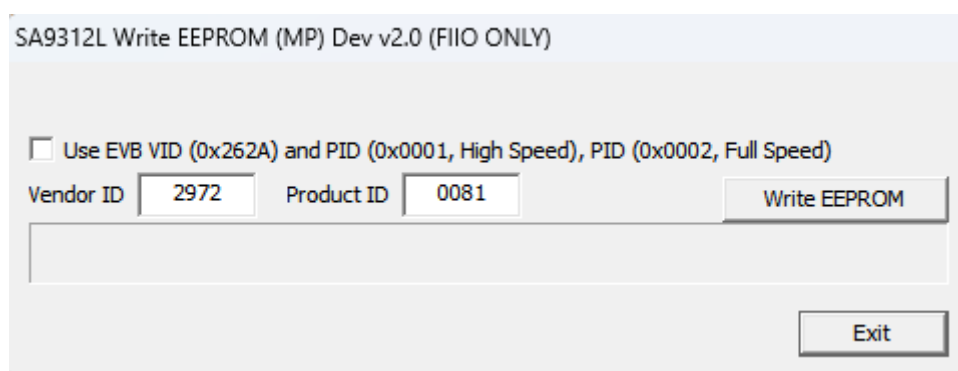 SA9312L Write EEPROM (MP) Dev v2.0 (FIIO ONLY)
Use EVB VID (0x262A) and PID (0x0001, High Speed), PID (0x0002, Full Speed)
Vendor ID 2972 Product ID 0081 Write EEPROM
Exit